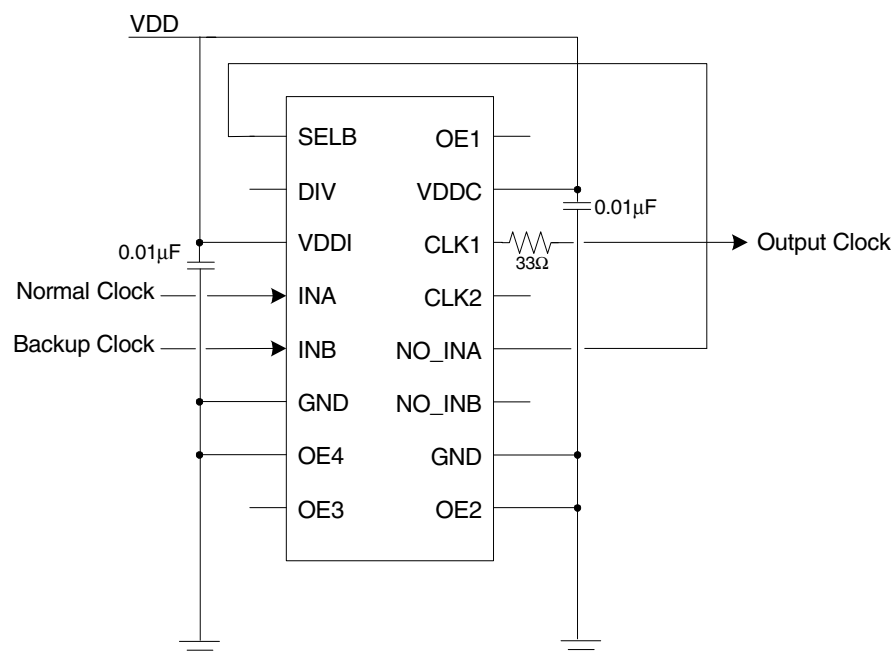 VDD
SELB
OE1
DIV
VDDC
0.01µF
0.01µF
VDDI
CLK1
33Ω
Output Clock
Normal Clock
INA
CLK2
Backup Clock
INB
NO_INA
GND
NO_INB
OE4
GND
OE3
OE2